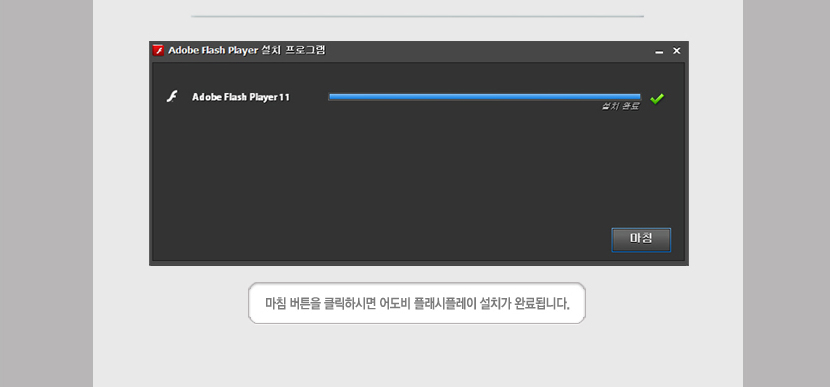 Adobe Flash Player 설치 프로그램
Adobe Flash Player 11
설치 완료
마침
마침 버튼을 클릭하시면 어도비 플래시플레이 설치가 완료됩니다.